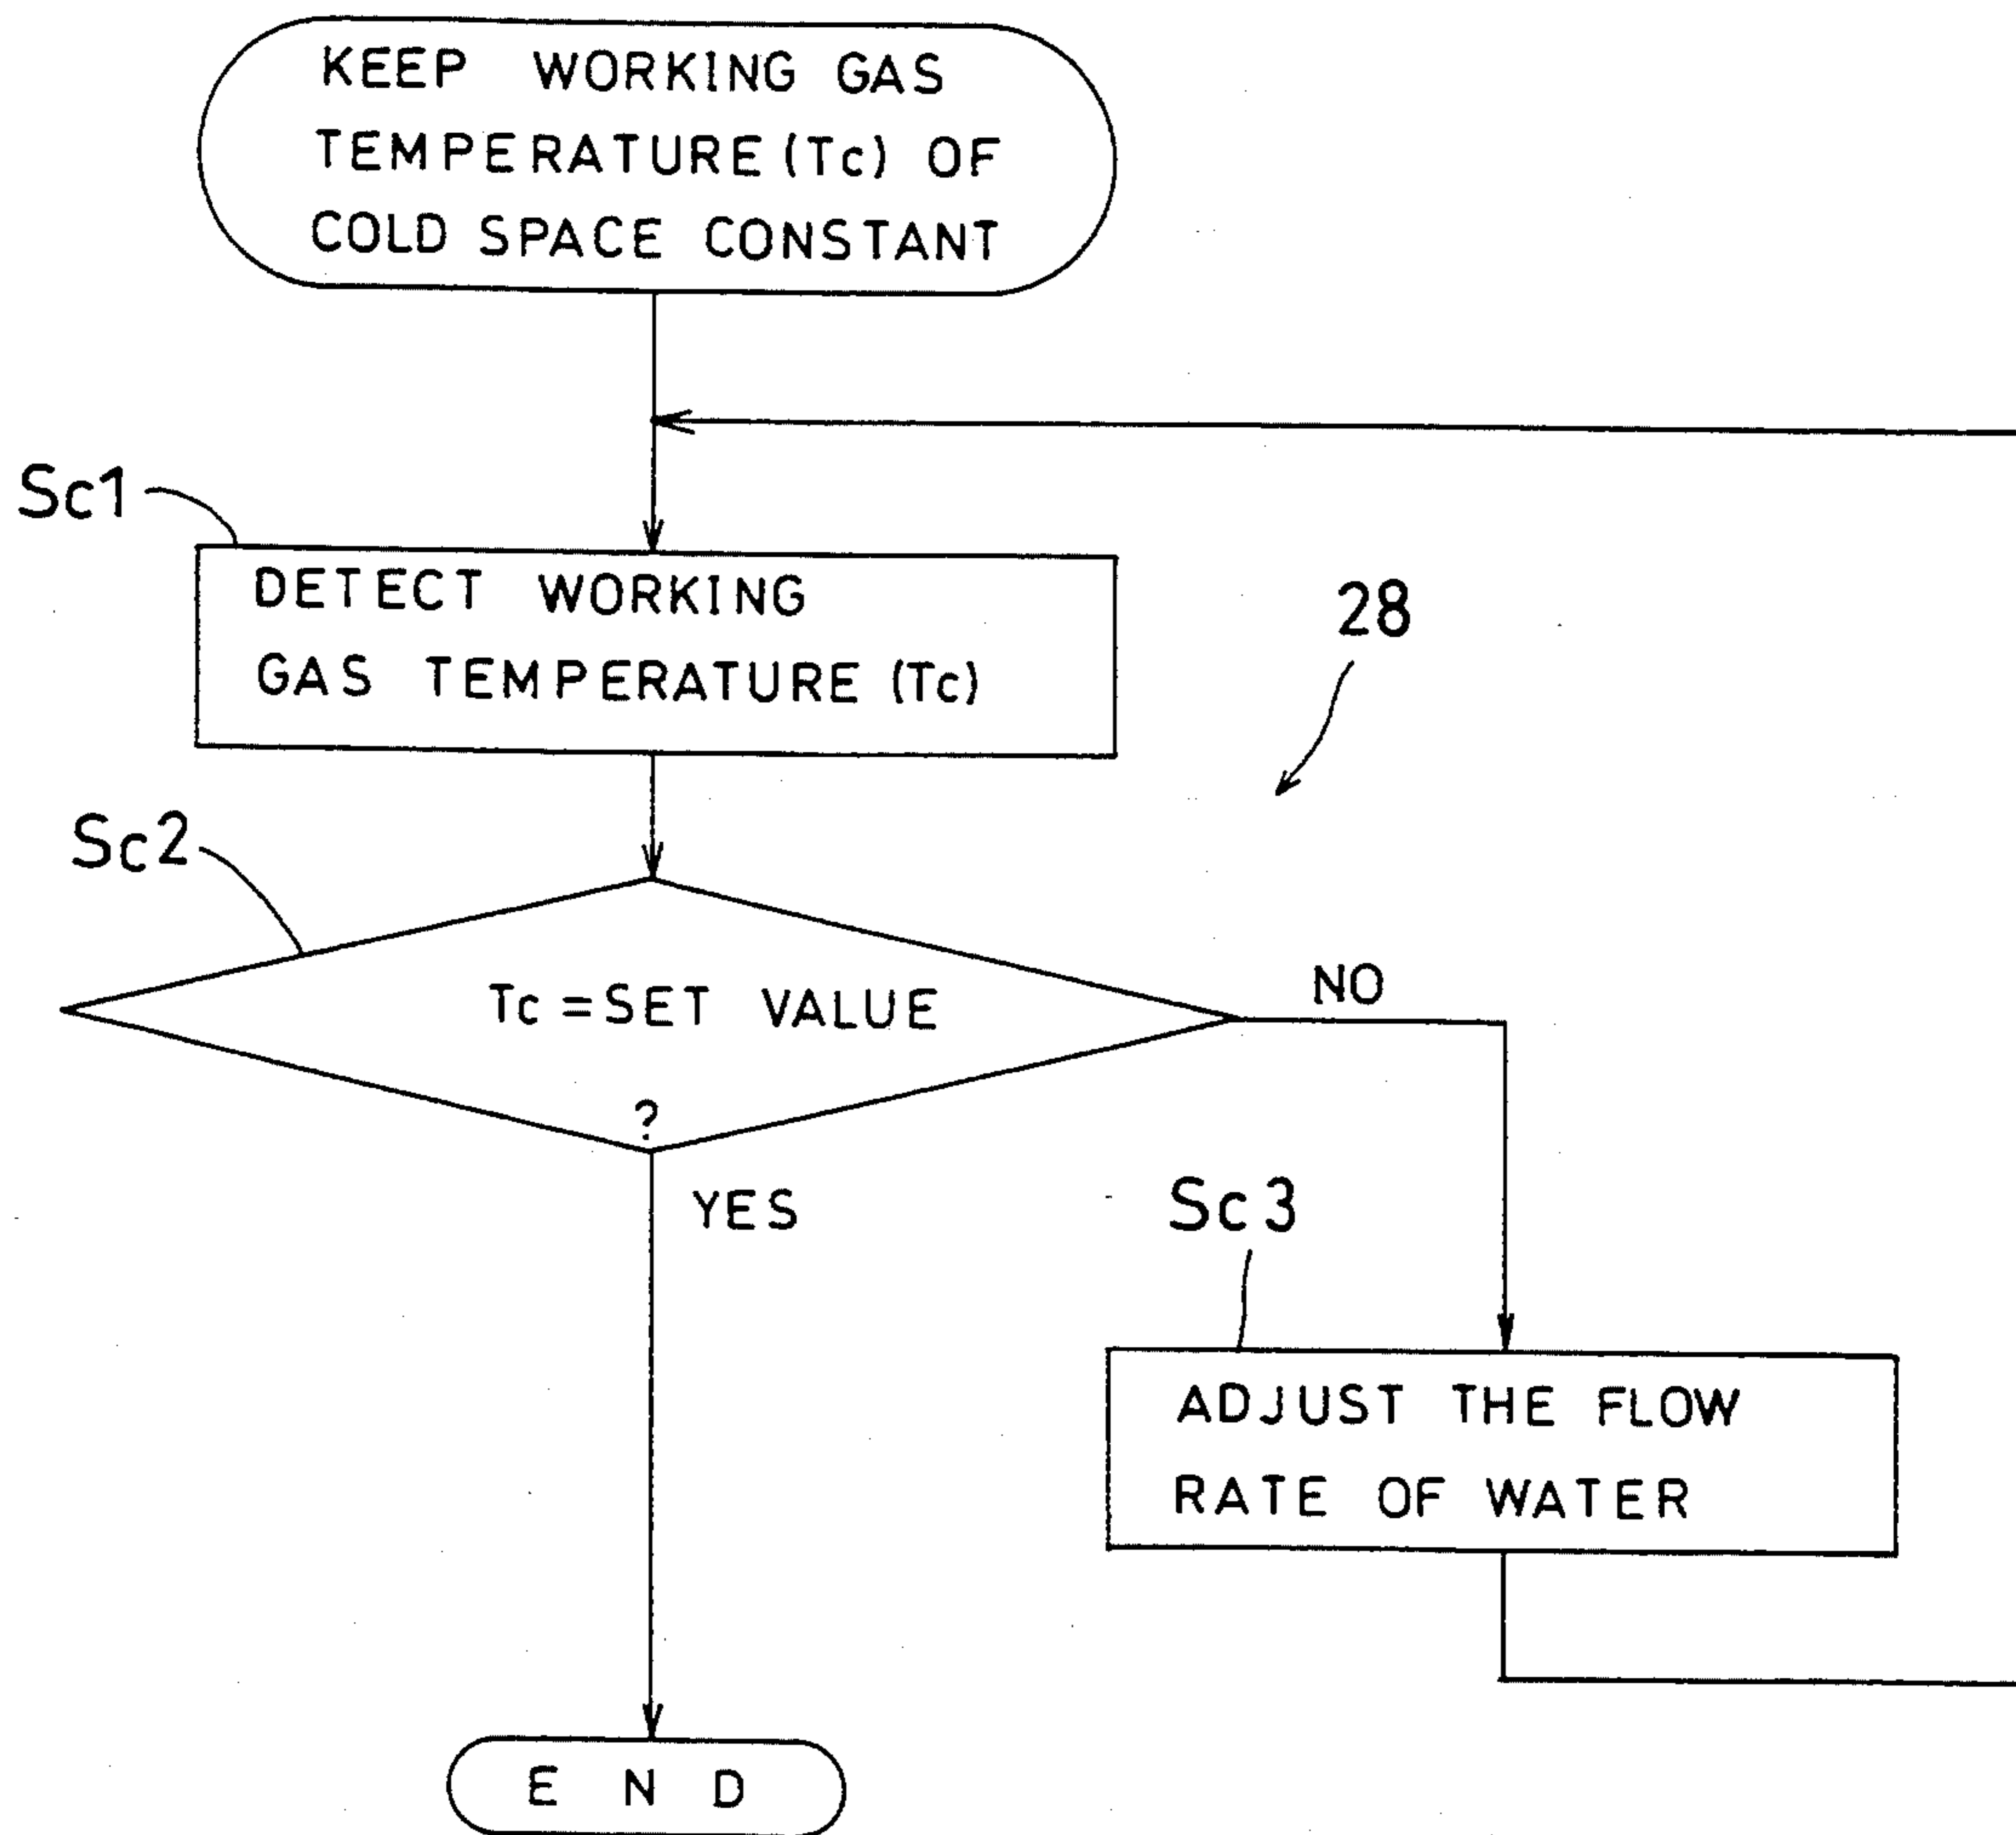 KEEP WORKING GAS
TEMPERATURE (Tc) OF
COLD SPACE CONSTANT
Sc1
DETECT WORKING
GAS TEMPERATURE (Tc)
28
Sc2
Tc = SET VALUE
?
NO
YES
Sc3
ADJUST THE FLOW
RATE OF WATER
END